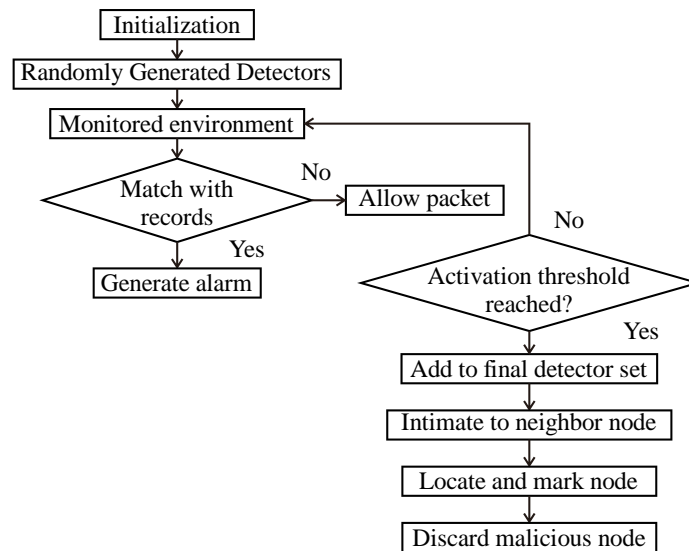 Initialization
Randomly Generated Detectors
Monitored environment
Match with
records
No
Allow packet
Yes
Generate alarm
No
Activation threshold
reached?
Yes
Add to final detector set
Intimate to neighbor node
Locate and mark node
Discard malicious node